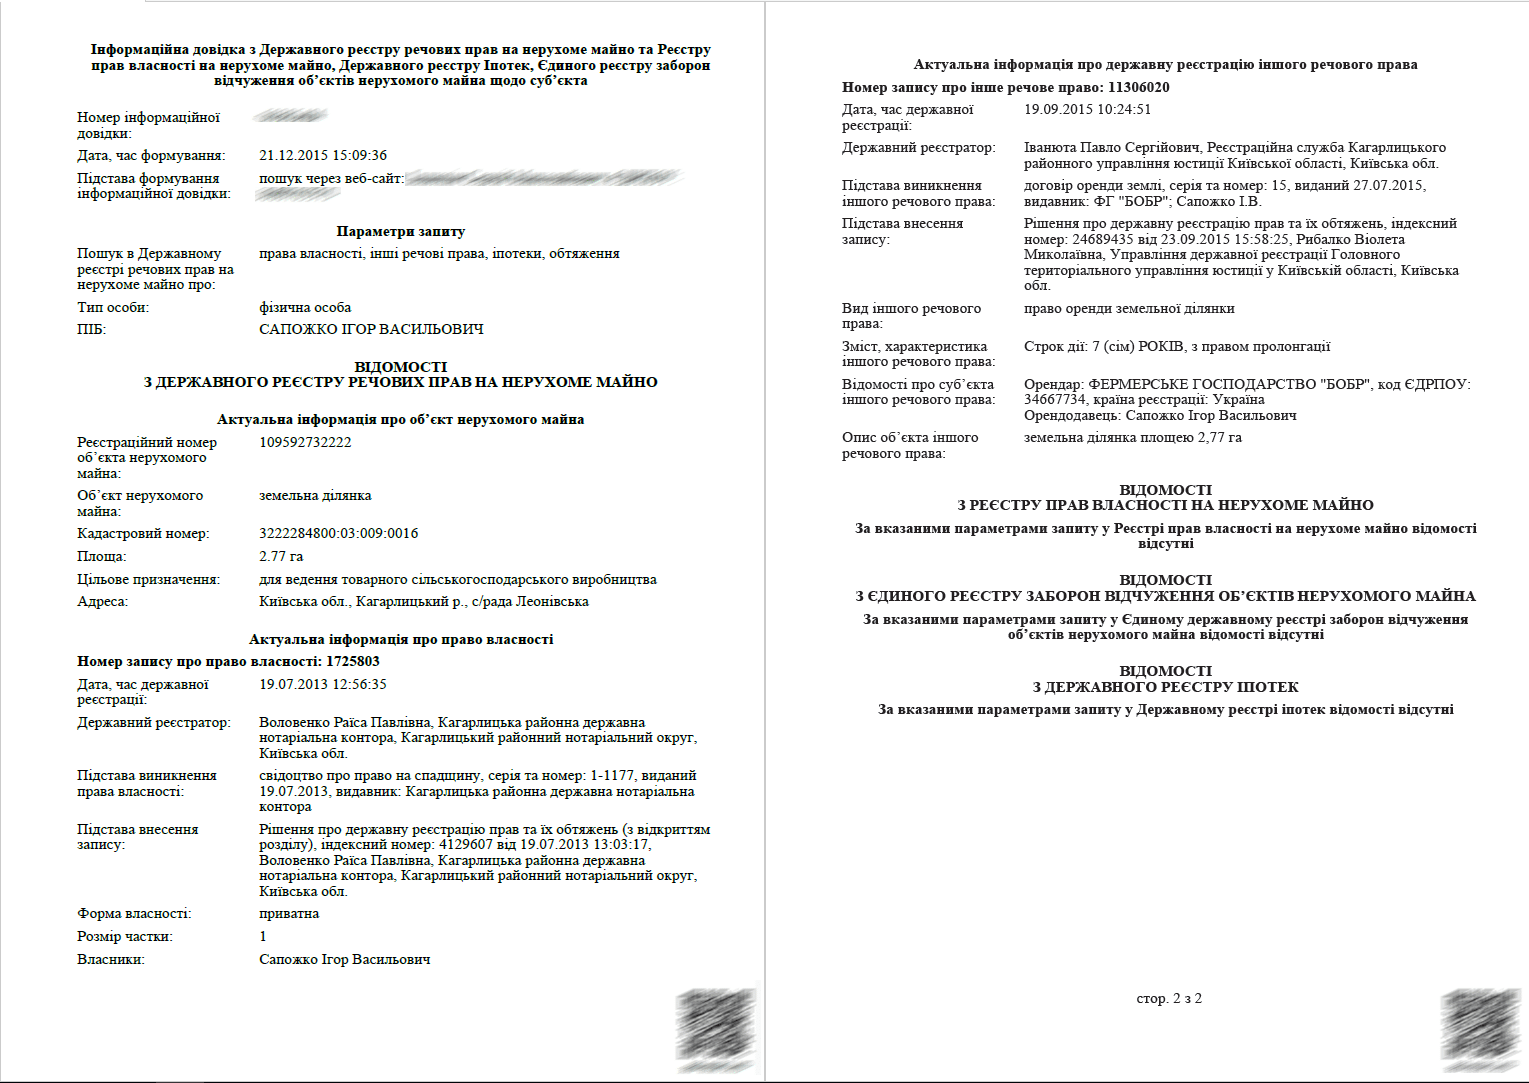 Інформаційна довідка з Державного реєстру речових прав на нерухоме майно та Реєстру
прав власності на нерухоме майно, Державного реєстру Іпотек, Єдиного реєстру заборон
відчуження об’єктів нерухомого майна щодо суб’єкта
Номер інформаційної
довідки:
Дата, час формування: 21.12.2015 15:09:36
Підстава формування пошук через веб-сайт:
інформаційної довідки:
Параметри запиту
Пошук в Державному права власності, інші речові права, іпотеки, обтяження
реєстрі речових прав на
нерухоме майно про:
Тип особи: фізична особа
ПІБ: САПОЖКО ІГОР ВАСИЛЬОВИЧ
ВІДОМОСТІ
З ДЕРЖАВНОГО РЕЄСТРУ РЕЧОВИХ ПРАВ НА НЕРУХОМЕ МАЙНО
Актуальна інформація про об’єкт нерухомого майна
Реєстраційний номер 109592732222
об’єкта нерухомого
майна:
Об’єкт нерухомого земельна ділянка
майна:
Кадастровий номер: 3222284800:03:009:0016
Площа: 2.77 га
Цільове призначення: для ведення товарного сільськогосподарського виробництва
Адреса: Київська обл., Кагарлицький р., с/рада Леонівська
Актуальна інформація про право власності
Номер запису про право власності: 1725803
Дата, час державної 19.07.2013 12:56:35
реєстрації:
Державний реєстратор: Воловенко Раїса Павлівна, Кагарлицька районна державна
нотаріальна контора, Кагарлицький районний нотаріальний округ,
Київська обл.
Підстава виникнення свідоцтво про право на спадщину, серія та номер: 1-1177, виданий
права власності: 19.07.2013, видавник: Кагарлицька районна державна нотаріальна
контора
Підстава внесення Рішення про державну реєстрацію прав та їх обтяжень (з відкриттям
запису: розділу), індексний номер: 4129607 від 19.07.2013 13:03:17,
Воловенко Раїса Павлівна, Кагарлицька районна державна
нотаріальна контора, Кагарлицький районний нотаріальний округ,
Київська обл.
Форма власності: приватна
Розмір частки: 1
Власники: Сапожко Ігор Васильович
Актуальна інформація про державну реєстрацію іншого речового права
Номер запису про інше речове право: 11306020
Дата, час державної 19.09.2015 10:24:51
реєстрації:
Державний реєстратор: Іванюта Павло Сергійович, Реєстраційна служба Кагарлицького
районного управління юстиції Київської області, Київська обл.
Підстава виникнення договір оренди землі, серія та номер: 15, виданий 27.07.2015,
іншого речового права: видавник: ФГ "БОБР"; Сапожко І.В.
Підстава внесення Рішення про державну реєстрацію прав та їх обтяжень, індексний
запису: номер: 24689435 від 23.09.2015 15:58:25, Рибалко Віолета
Миколаївна, Управління державної реєстрації Головного
територіального управління юстиції у Київській області, Київська
обл.
Вид іншого речового право оренди земельної ділянки
права:
Зміст, характеристика Строк дії: 7 (сім) РОКІВ, з правом пролонгації
іншого речового права:
Відомості про суб’єкта Орендар: ФЕРМЕРСЬКЕ ГОСПОДАРСТВО "БОБР", код ЄДРПОУ:
іншого речового права: 34667734, країна реєстрації: Україна
Орендодавець: Сапожко Ігор Васильович
Опис об’єкта іншого земельна ділянка площею 2,77 га
речового права:
ВІДОМОСТІ
З РЕЄСТРУ ПРАВ ВЛАСНОСТІ НА НЕРУХОМЕ МАЙНО
За вказаними параметрами запиту у Реєстрі прав власності на нерухоме майно відомості
відсутні
ВІДОМОСТІ
З ЄДИНОГО РЕЄСТРУ ЗАБОРОН ВІДЧУЖЕННЯ ОБ’ЄКТІВ НЕРУХОМОГО МАЙНА
За вказаними параметрами запиту у Єдиному державному реєстрі заборон відчуження
об’єктів нерухомого майна відомості відсутні
ВІДОМОСТІ
З ДЕРЖАВНОГО РЕЄСТРУ ІПОТЕК
За вказаними параметрами запиту у Державному реєстрі іпотек відомості відсутні
стор. 2 з 2